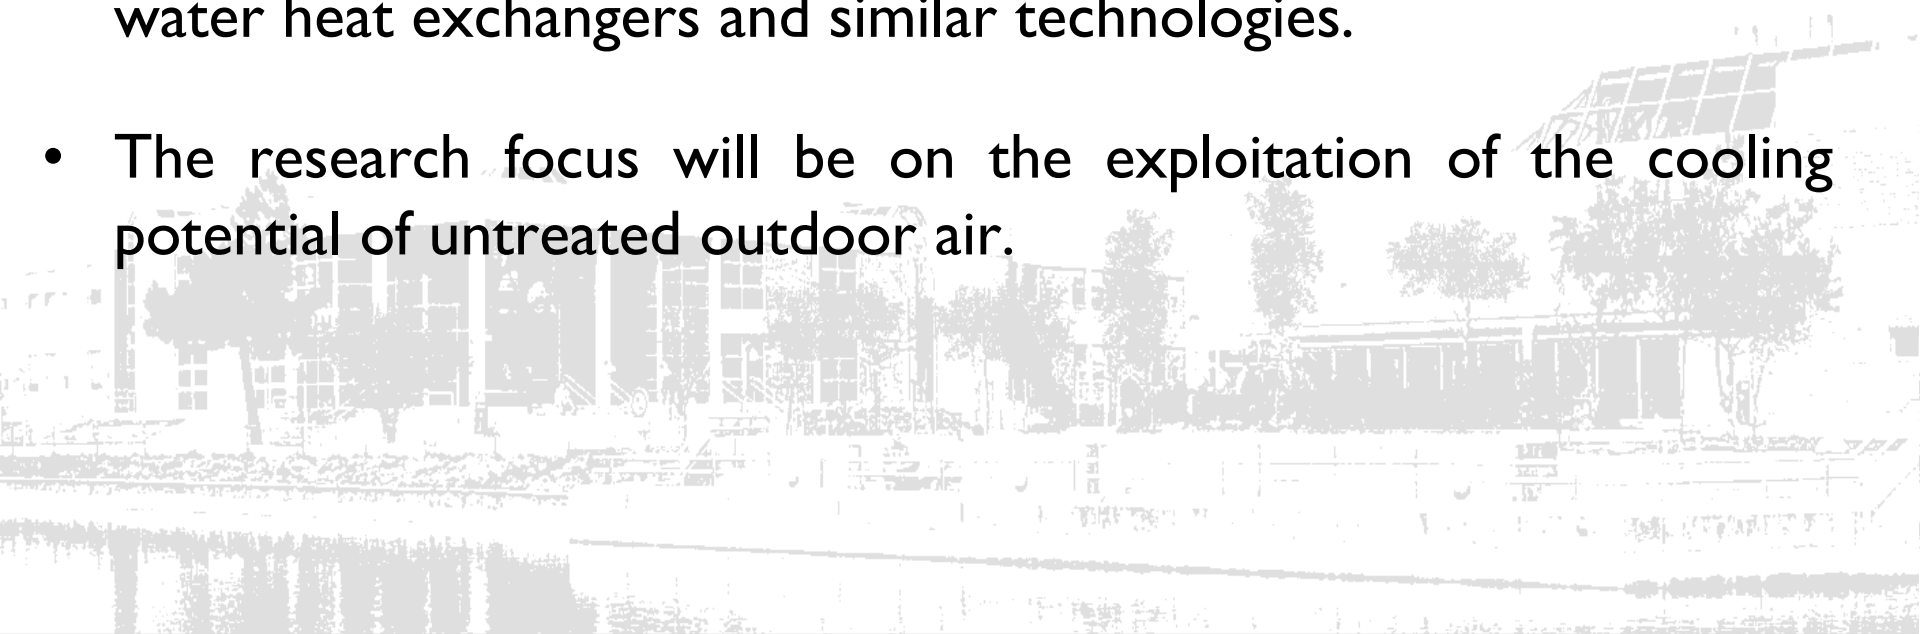 water heat exchangers and similar technologies.
• The research focus will be on the exploitation of the cooling
potential of untreated outdoor air.